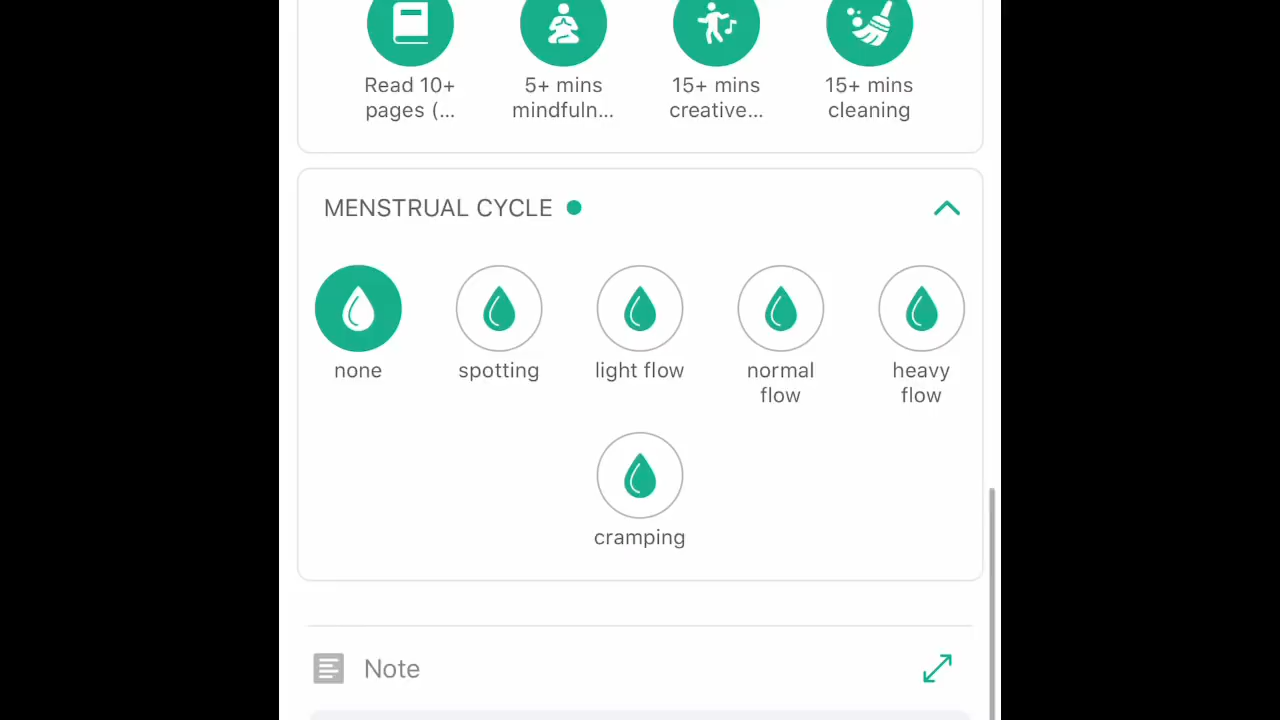 Read 10+ 5+ mins 15+ mins 15+ mins
pages (... mindfuln... creative... cleaning
MENSTRUAL CYCLE
none spotting light flow normal heavy
flow flow
cramping
Note